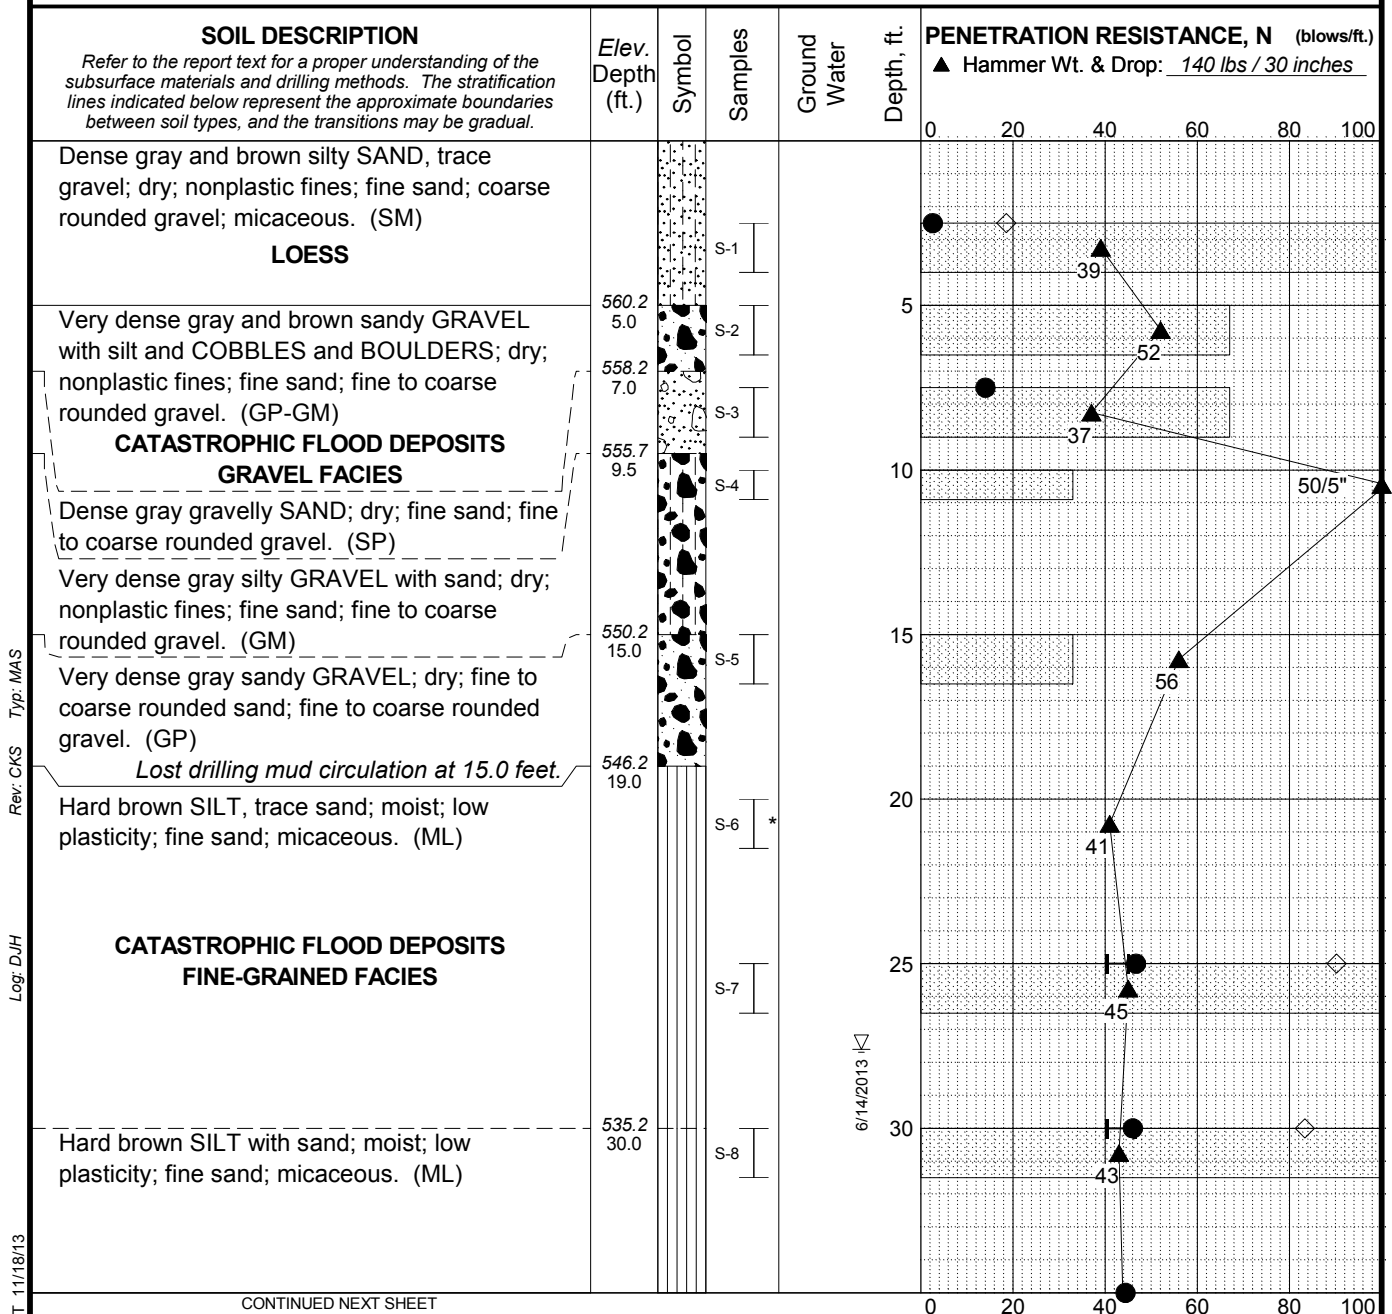 SOIL DESCRIPTION
Refer to the report text for a proper understanding of the
subsurface materials and drilling methods. The stratification
lines indicated below represent the approximate boundaries
between soil types, and the transitions may be gradual.
Elev.
Depth
(ft.)
Symbol
Samples
Ground
Water
Depth, ft.
PENETRATION RESISTANCE, N (blows/ft.)
▲ Hammer Wt. & Drop: 140 lbs / 30 inches
0 20 40 60 80 100
Dense gray and brown silty SAND, trace
gravel; dry; nonplastic fines; fine sand; coarse
rounded gravel; micaceous. (SM)
LOESS
S-1
39
560.2
5.0
5
Very dense gray and brown sandy GRAVEL
with silt and COBBLES and BOULDERS; dry;
nonplastic fines; fine sand; fine to coarse
rounded gravel. (GP-GM)
S-2
52
558.2
7.0
S-3
37
CATASTROPHIC FLOOD DEPOSITS
GRAVEL FACIES
555.7
9.5
10
S-4
50/5"
Dense gray gravelly SAND; dry; fine sand; fine
to coarse rounded gravel. (SP)
Very dense gray silty GRAVEL with sand; dry;
nonplastic fines; fine sand; fine to coarse
rounded gravel. (GM)
550.2
15.0
15
S-5
56
Very dense gray sandy GRAVEL; dry; fine to
coarse rounded sand; fine to coarse rounded
gravel. (GP)
Lost drilling mud circulation at 15.0 feet.
546.2
19.0
20
Hard brown SILT, trace sand; moist; low
plasticity; fine sand; micaceous. (ML)
S-6 *
41
CATASTROPHIC FLOOD DEPOSITS
FINE-GRAINED FACIES
25
S-7
45
6/14/2013
535.2
30.0
30
Hard brown SILT with sand; moist; low
plasticity; fine sand; micaceous. (ML)
S-8
43
CONTINUED NEXT SHEET
0 20 40 60 80 100
Typ: MAS
Rev: CKS
Log: DJH
T 11/18/13